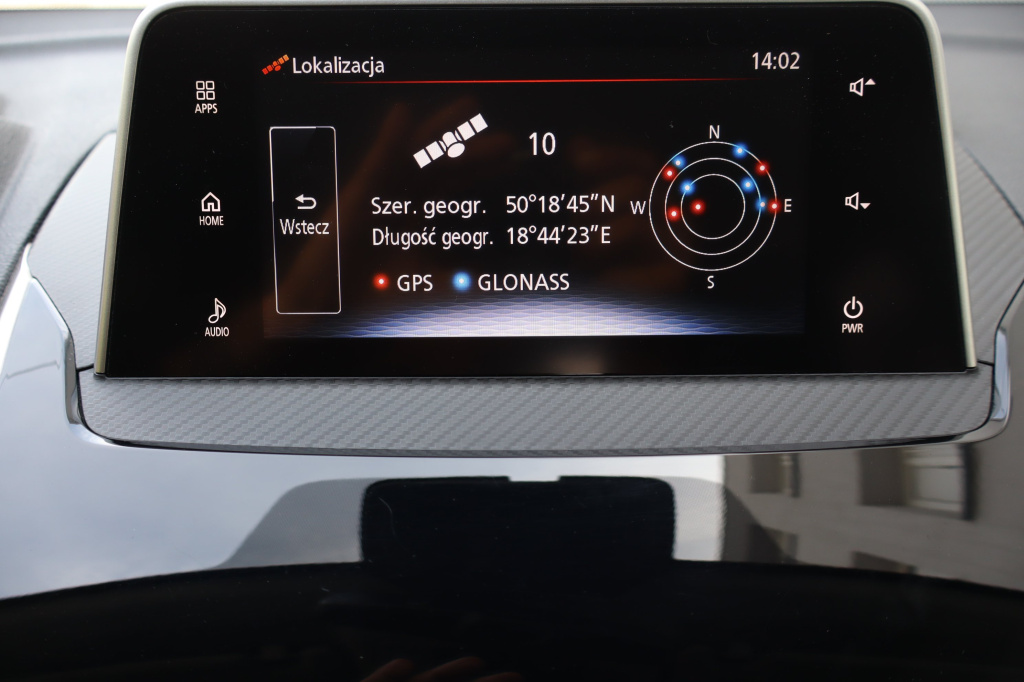 Lokalizacja 14:02
APPS
10
N
Szer. geogr. 50°18'45"N
Długość geogr. 18°44'23"E
W E
S
HOME
Wstecz
GPS GLONASS
AUDIO
PWR